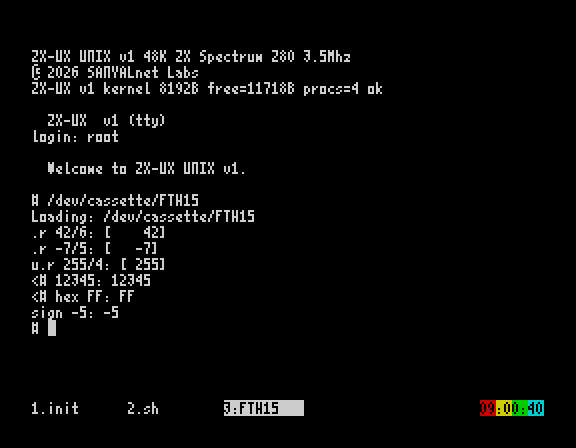 ZX-UX UNIX v1 48K ZX Spectrum Z80 3.5Mhz
© 2026 SANYALnet Labs
ZX-UX v1 kernel 8192B free=11718B procs=4 ok
ZX-UX  v1 (tty)
login: root
Welcome to ZX-UX UNIX v1.
# /dev/cassette/FTH15
Loading: /dev/cassette/FTH15
.r 42/6: [    42]
.r -7/5: [   -7]
u.r 255/4: [ 255]
<# 12345: 12345
<# hex FF: FF
sign -5: -5
#
1.init 2.sh 3.FTH15 09:00:40